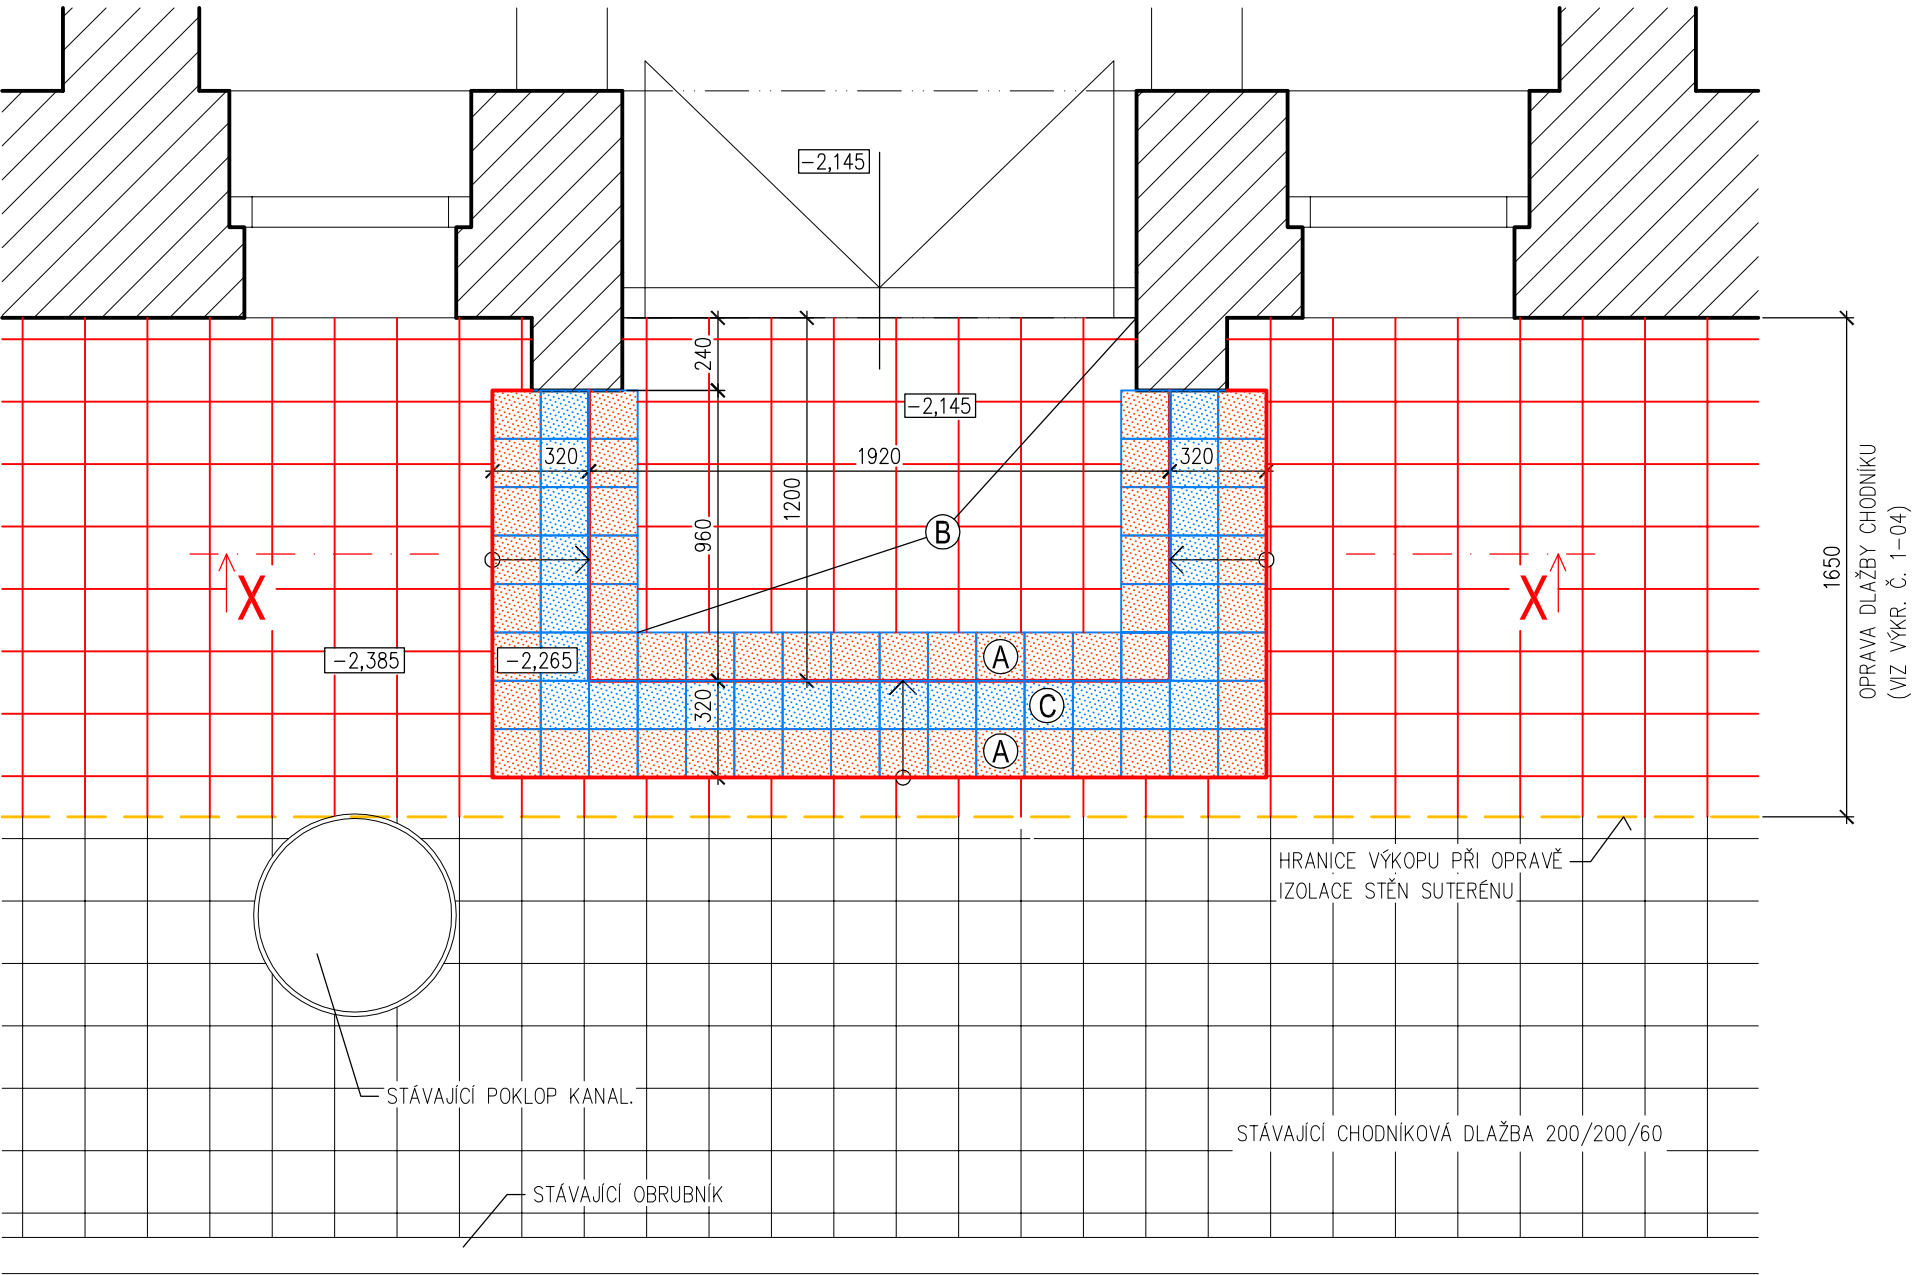 −2,145
240
−2,145
320
1920
320
1200
960
B
X
X
−2,385
−2,265
A
320
C
A
1650
OPRAVA DLAŽBY CHODNÍKU
(VIZ VÝKR. Č. 1−04)
HRANICE VÝKOPU PŘI OPRAVĚ
IZOLACE STĚN SUTERÉNU
STÁVAJÍCÍ POKLOP KANAL.
STÁVAJÍCÍ CHODNÍKOVÁ DLAŽBA 200/200/60
STÁVAJÍCÍ OBRUBNÍK